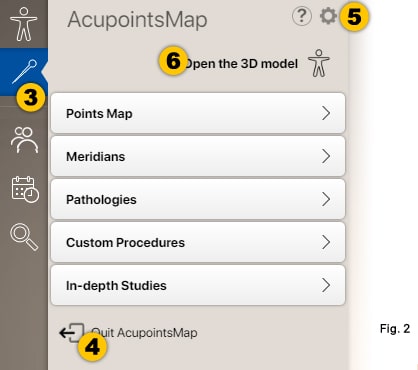 AcupointsMap
?
5
6
Open the 3D model
3
Points Map
Meridians
Pathologies
Custom Procedures
In-depth Studies
Quit AcupointsMap
4
Fig. 2